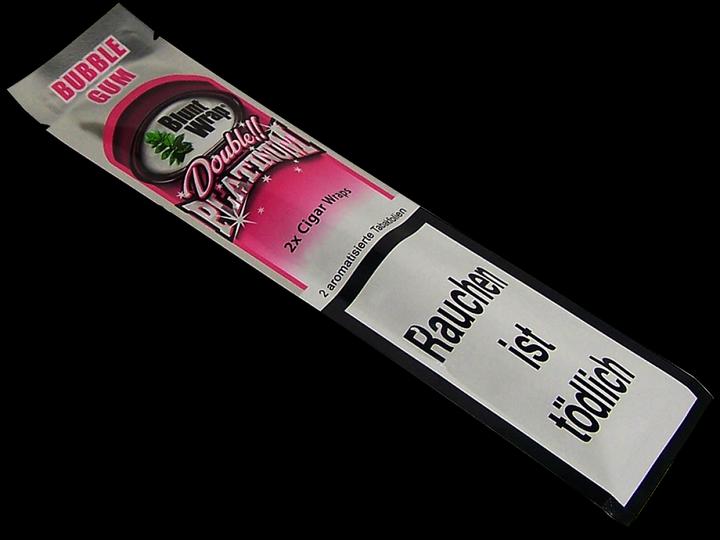 BUBBLE
GUM
Blunt
Wrap
Double!!
PLATINUM
2x Cigar Wraps
2 aromatisierte Tabakfolien
Rauchen
ist
tödlich